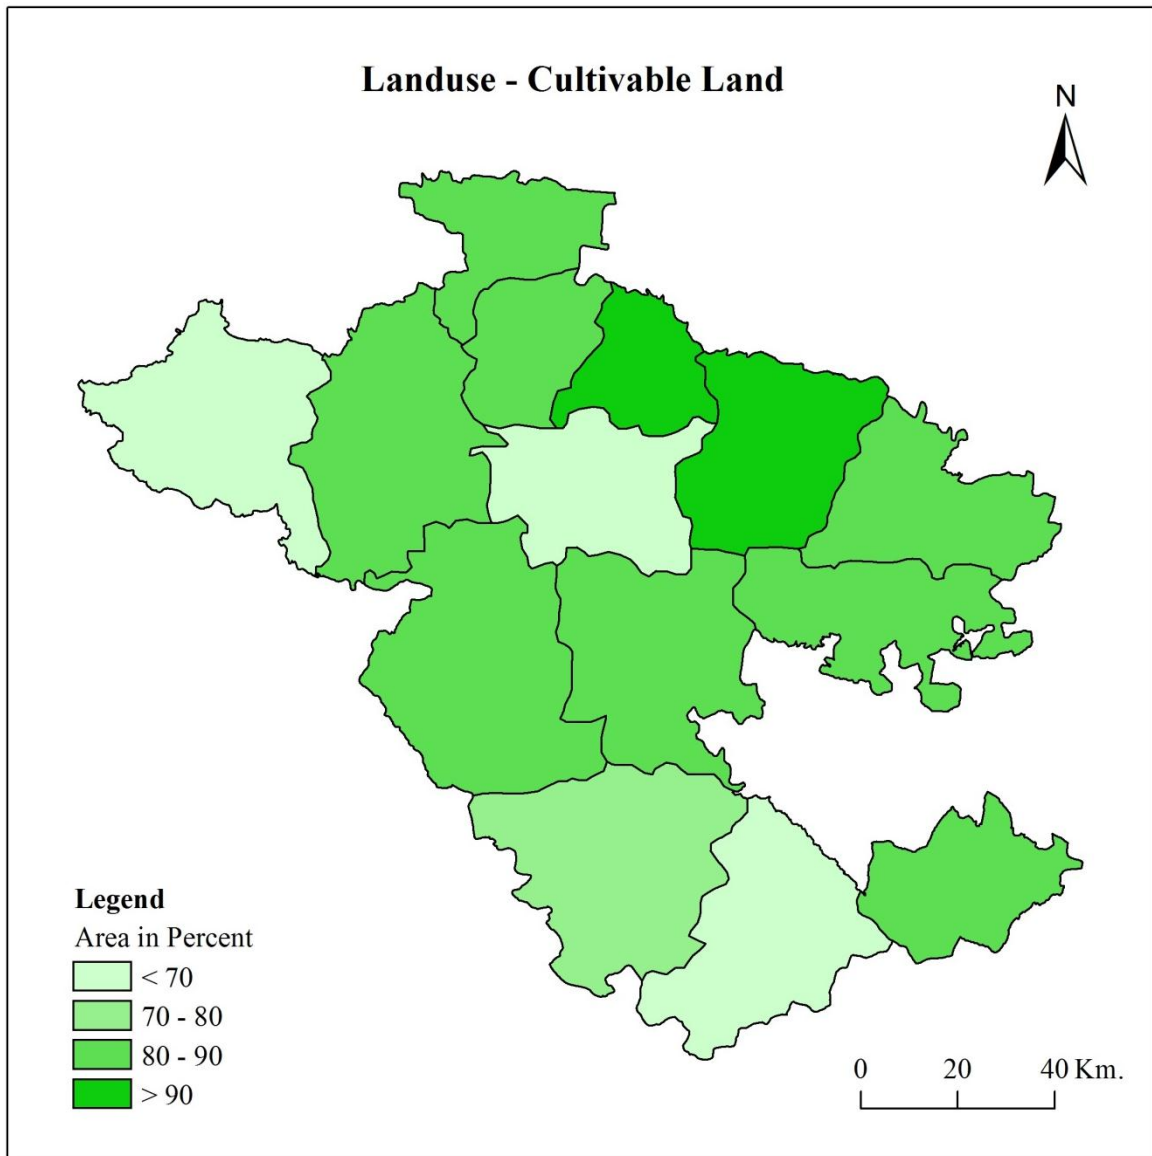 Landuse - Cultivable Land
N
Legend
Area in Percent
< 70
70 - 80
80 - 90
> 90
0 20 40 Km.